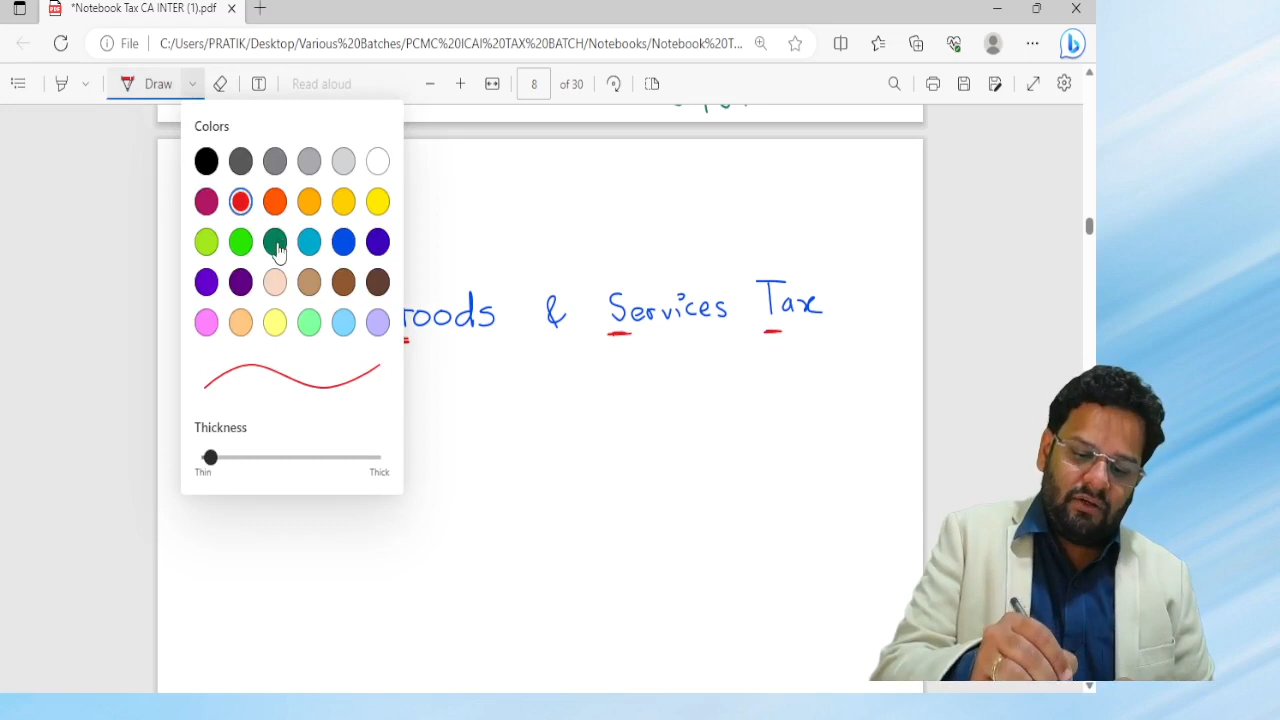 *Notebook Tax CA INTER (1).pdf
File C:/Users/PRATIK/Desktop/Various%20Batches/PCMC%20ICAI%20TAX%20BATCH/Notebooks/Notebook%20T...
Draw Read aloud 8 of 30
Colors
oods & Services Tax
Thickness
Thin Thick